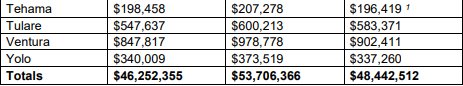 Tehama $198,458 $207,278 $196,419 1
Tulare $547,637 $600,213 $583,371
Ventura $847,817 $978,778 $902,411
Yolo $340,009 $373,519 $337,260
Totals $46,252,355 $53,706,366 $48,442,512